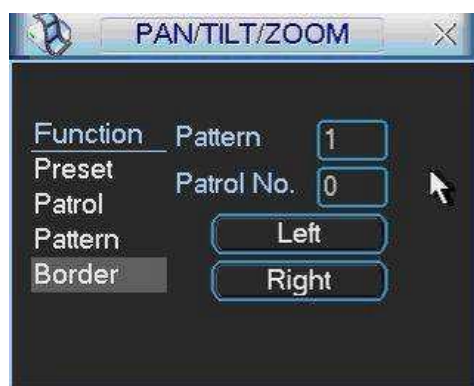 PAN/TILT/ZOOM
Function
Preset
Patrol
Pattern
Border
Pattern 1
Patrol No. 0
Left
Right